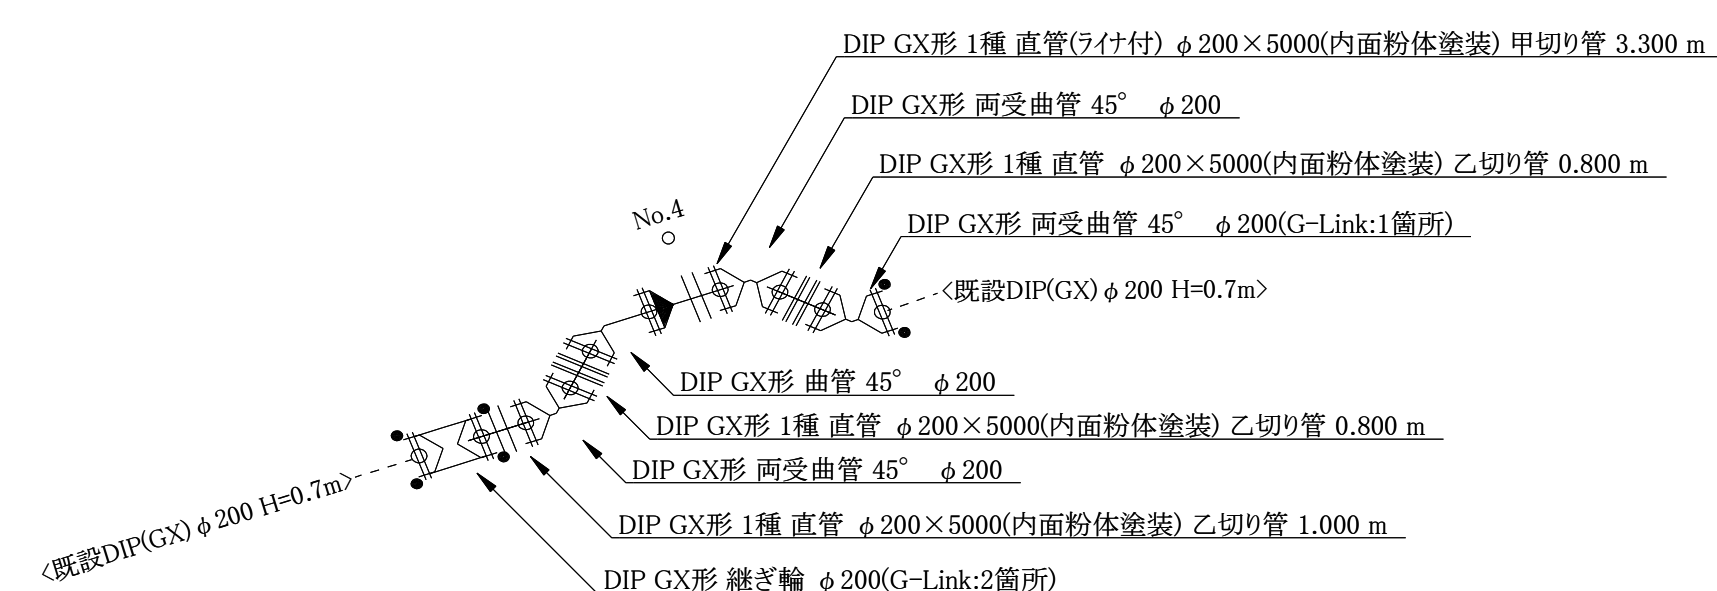 DIP GX形 1種 直管(ライナ付) φ200×5000(内面粉体塗装) 甲切り管 3.300 m
DIP GX形 両受曲管 45° φ200
DIP GX形 1種 直管 φ200×5000(内面粉体塗装) 乙切り管 0.800 m
No.4
DIP GX形 両受曲管 45° φ200(G-Link:1箇所)
<既設DIP(GX)φ200 H=0.7m>
DIP GX形 曲管 45° φ200
DIP GX形 1種 直管 φ200×5000(内面粉体塗装) 乙切り管 0.800 m
DIP GX形 両受曲管 45° φ200
<既設DIP(GX)φ200 H=0.7m>
DIP GX形 1種 直管 φ200×5000(内面粉体塗装) 乙切り管 1.000 m
DIP GX形 継ぎ輪 φ200(G-Link:2箇所)